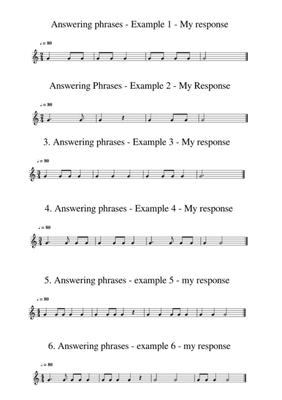 Answering phrases - Example 1 - My response
♩ = 80
Answering Phrases - Example 2 - My Response
♩ = 80
3. Answering phrases - Example 3 - My response
♩ = 80
4. Answering phrases - Example 4 - My response
♩ = 80
5. Answering phrases - example 5 - my response
♩ = 80
6. Answering phrases - example 6 - my response
♩ = 80